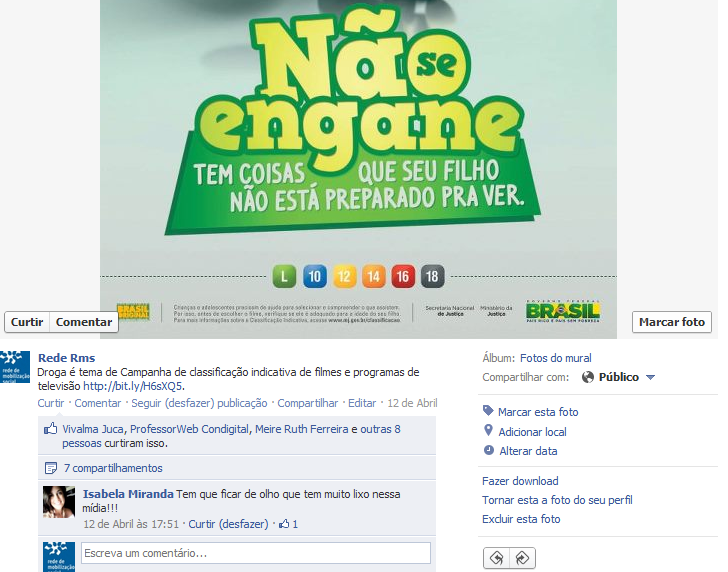 Não se
engane
TEM COISAS QUE SEU FILHO
NÃO ESTÁ PREPARADO PRA VER.
L 10 12 14 16 18
BRASIL
ORIGINAL
Crianças e adolescentes precisam de ajuda para selecionar e compreender o que assistem.
Por isso, antes de escolher o filme, verifique se ele é adequado para a idade do seu filho.
Para mais informações sobre a Classificação Indicativa, acesse www.mj.gov.br/classificacao
Secretaria Nacional
de Justiça
Ministério da
Justiça
GOVERNO FEDERAL
BRASIL
PAÍS RICO É PAÍS SEM POBREZA
Curtir Comentar
Marcar foto
rede de
mobilização
social
Rede Rms
Droga é tema de Campanha de classificação indicativa de filmes e programas de
televisão http://bit.ly/H6sXQ5.
Curtir · Comentar · Seguir (desfazer) publicação · Compartilhar · Editar · 12 de Abril
Vivalma Juca, ProfessorWeb Condigital, Meire Ruth Ferreira e outras 8
pessoas curtiram isso.
7 compartilhamentos
Isabela Miranda Tem que ficar de olho que tem muito lixo nessa
mídia!!!
12 de Abril às 17:51 · Curtir (desfazer) · 1
rede de
mobilização
Escreva um comentário...
Álbum: Fotos do mural
Compartilhar com: Público
Marcar esta foto
Adicionar local
Alterar data
Fazer download
Tornar esta a foto do seu perfil
Excluir esta foto